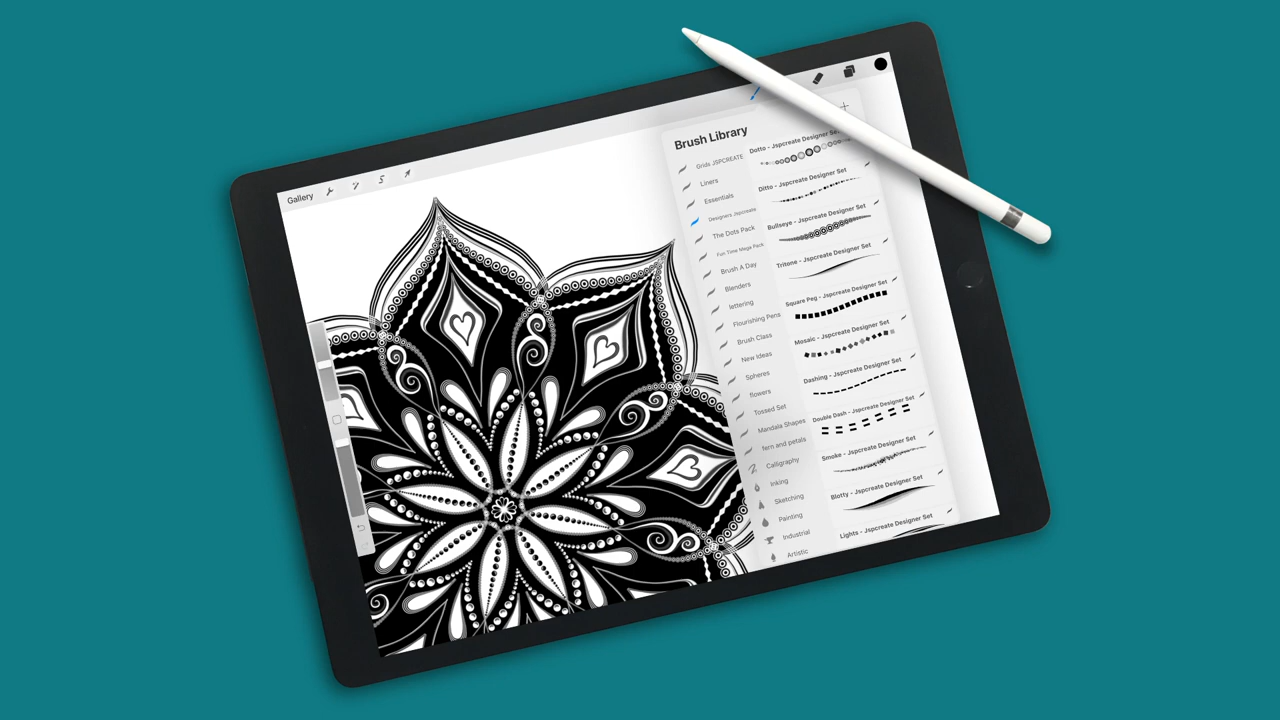 Gallery
Brush Library
Grids JSPCREATE
Liners
Essentials
Designers Jspcreate
The Dots Pack
Fun Time Mega Pack
Brush A Day
Blenders
lettering
Flourishing Pens
Brush Class
New Ideas
Spheres
flowers
Tossed Set
Mandala Shapes
fern and petals
Calligraphy
Inking
Sketching
Painting
Industrial
Artistic
Dotto - Jspcreate Designer Set
Ditto - Jspcreate Designer Set
Bullseye - Jspcreate Designer Set
Tritone - Jspcreate Designer Set
Square Peg - Jspcreate Designer Set
Mosaic - Jspcreate Designer Set
Dashing - Jspcreate Designer Set
Double Dash - Jspcreate Designer Set
Smoke - Jspcreate Designer Set
Blotty - Jspcreate Designer Set
Lights - Jspcreate Designer Set